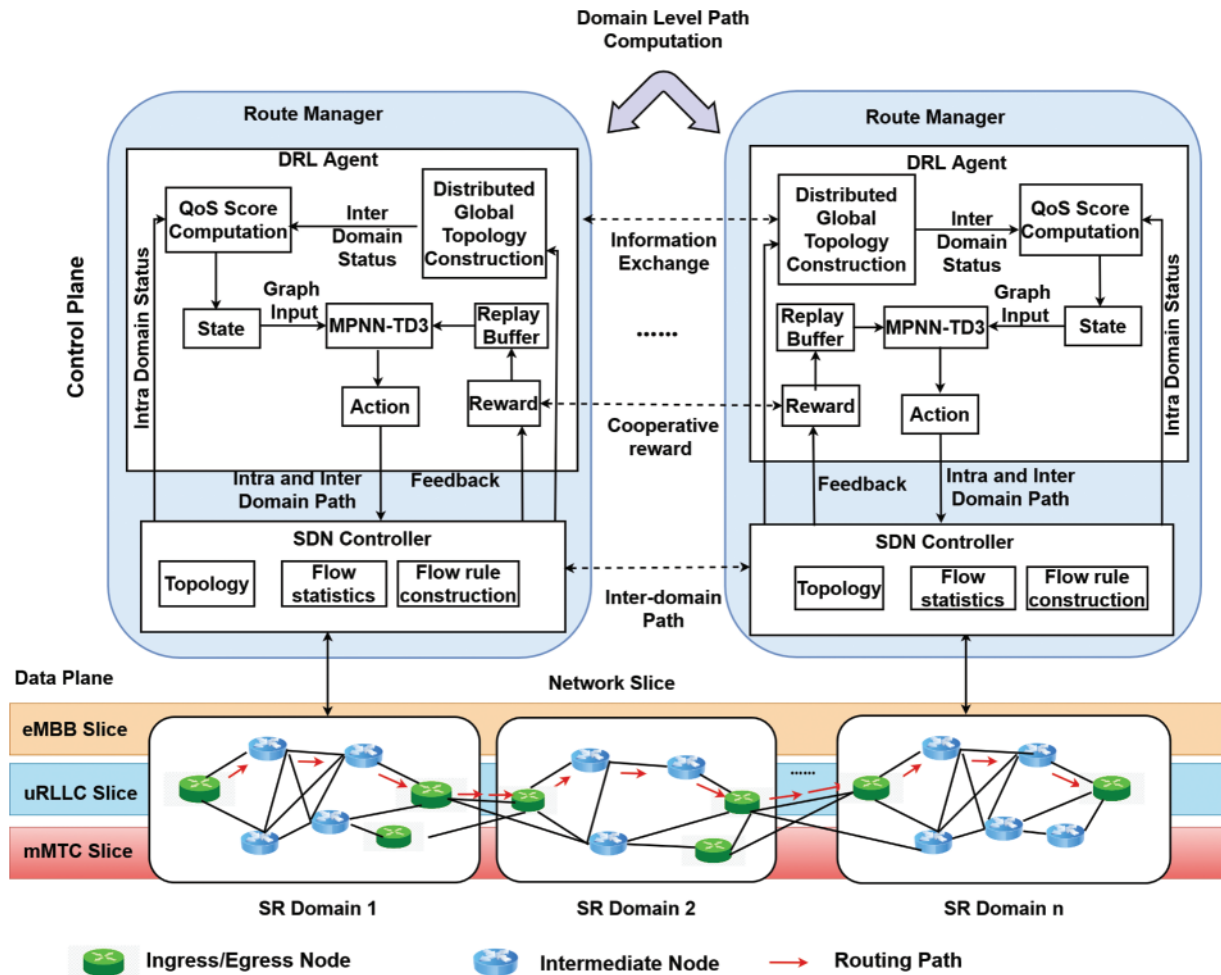 Domain Level Path
Computation
Control Plane
Route Manager
DRL Agent
QoS Score
Computation
Inter
Domain
Status
Distributed
Global
Topology
Construction
Intra Domain Status
State
Graph
Input
MPNN-TD3
Replay
Buffer
Action
Reward
Intra and Inter
Domain Path
Feedback
SDN Controller
Topology
Flow
statistics
Flow rule
construction
Information
Exchange
......
Cooperative
reward
Inter-domain
Path
Route Manager
DRL Agent
Distributed
Global
Topology
Construction
Inter
Domain
Status
QoS Score
Computation
Intra Domain Status
Replay
Buffer
MPNN-TD3
Graph
Input
State
Reward
Action
Feedback
Intra and Inter
Domain Path
SDN Controller
Topology
Flow
statistics
Flow rule
construction
Data Plane
Network Slice
eMBB Slice
uRLLC Slice
mMTC Slice
......
SR Domain 1
SR Domain 2
SR Domain n
Ingress/Egress Node
Intermediate Node
Routing Path